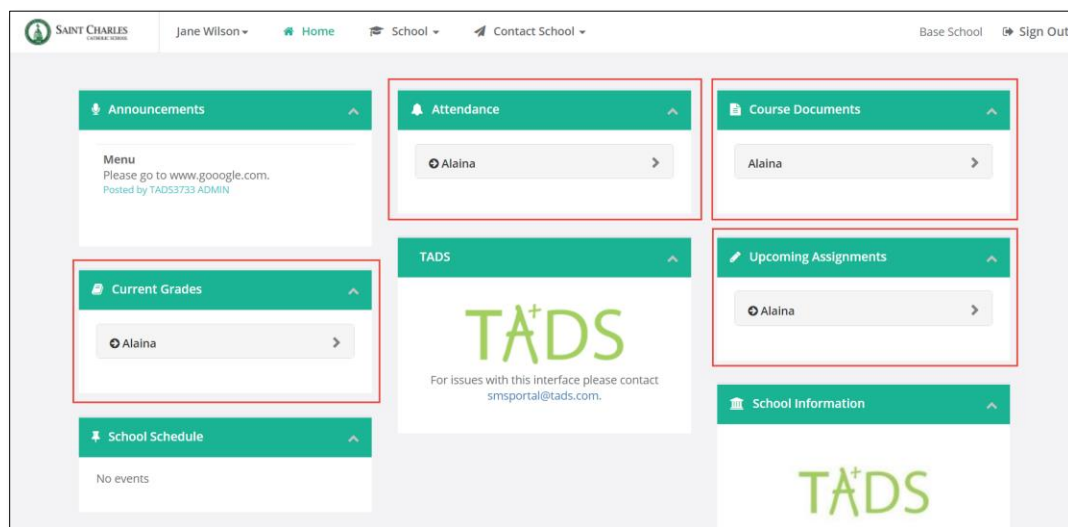 SAINT CHARLES
CATHOLIC SCHOOL
Jane Wilson
Home
School
Contact School
Base School
Sign Out
Announcements
Menu
Please go to www.gooogle.com.
Posted by TADS3733 ADMIN
Current Grades
Alaina
School Schedule
No events
Attendance
Alaina
TADS
TADS
For issues with this interface please contact
smsportal@tads.com.
Course Documents
Alaina
Upcoming Assignments
Alaina
School Information
TADS